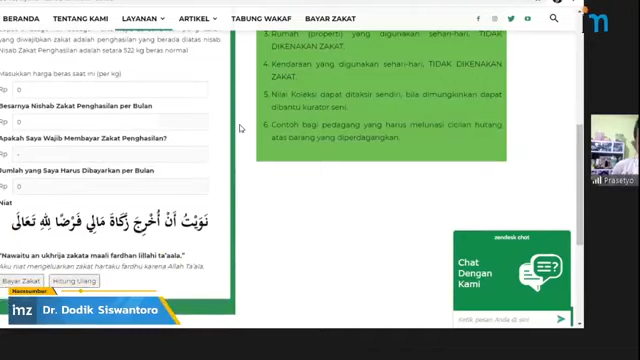 BERANDA TENTANG KAMI LAYANAN ARTIKEL TABUNG WAKAF BAYAR ZAKAT
yang diwajibkan zakat adalah penghasilan yang berada diatas nisab
Nisab Zakat Penghasilan adalah setara 522 kg beras normal
Masukkan harga beras saat ini (per kg)
Rp 0
Besarnya Nishab Zakat Penghasilan per Bulan
Rp 0
Apakah Saya Wajib Membayar Zakat Penghasilan?
Rp -
Jumlah yang Saya Harus Dibayarkan per Bulan
Rp 0
Niat
نَوَيْتُ أَنْ أُخْرِجَ زَكَاةَ مَالِي فَرْضًا لِلهِ تَعَالَى
"Nawaitu an ukhrija zakata maali fardhan lillahi ta'aala."
Aku niat mengeluarkan zakat hartaku fardhu karena Allah Ta'ala.
Bayar Zakat Hitung Ulang
3. Rumah (properti) yang digunakan sehari-hari, TIDAK
DIKENAKAN ZAKAT.
4. Kendaraan yang digunakan sehari-hari, TIDAK DIKENAKAN
ZAKAT.
5. Nilai Koleksi dapat ditaksir sendiri, bila dimungkinkan dapat
dibantu kurator seni.
6. Contoh bagi pedagang yang harus melunasi cicilan hutang
atas barang yang diperdagangkan.
zendesk chat
Chat
Dengan
Kami
Ketik pesan Anda di sini
Prasetyo
Narasumber
imz
Dr. Dodik Siswantoro